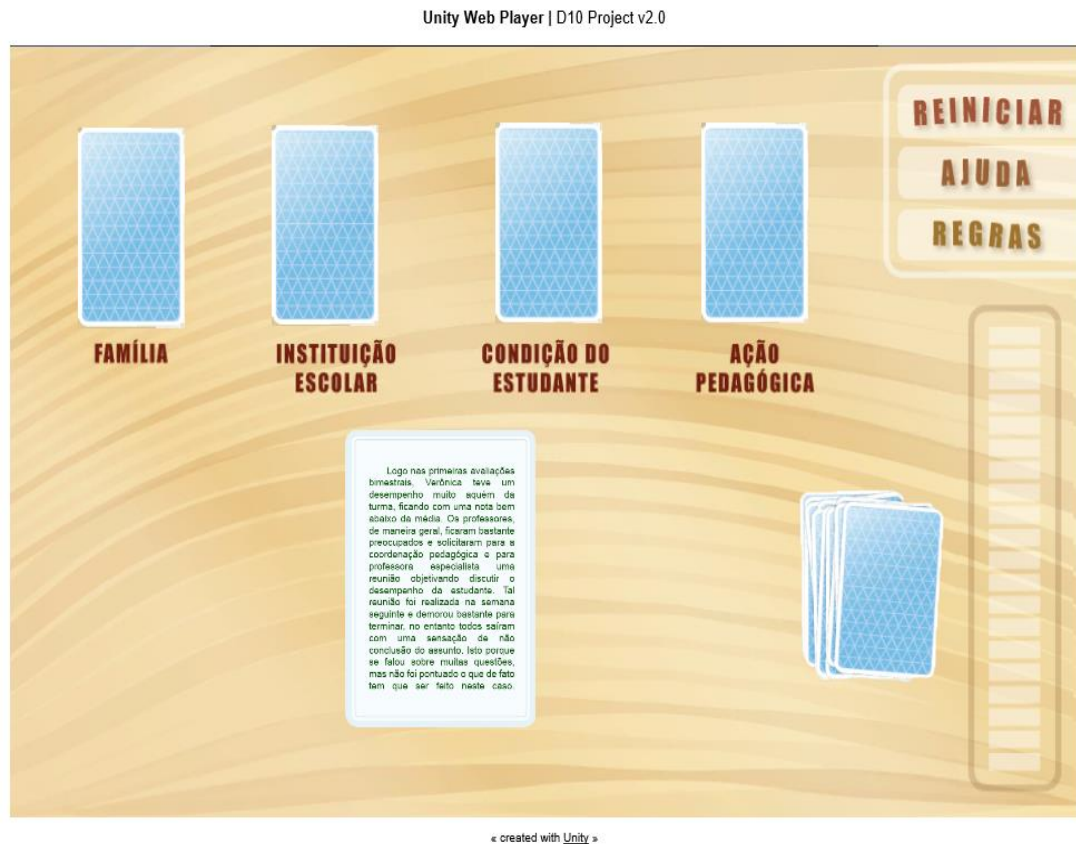 Unity Web Player | D10 Project v2.0
REINICIAR
AJUDA
REGRAS
FAMÍLIA
INSTITUIÇÃO
ESCOLAR
CONDIÇÃO DO
ESTUDANTE
AÇÃO
PEDAGÓGICA
Logo nas primeiras avaliações
bimestrais, Verônica teve um
desempenho muito aquém da
turma, ficando com uma nota bem
abaixo da média. Os professores,
de maneira geral, ficaram bastante
preocupados e solicitaram para a
coordenação pedagógica e para
professora especialista uma
reunião objetivando discutir o
desempenho da estudante. Tal
reunião foi realizada na semana
seguinte e demorou bastante para
terminar, no entanto todos saíram
com uma sensação de não
conclusão do assunto. Isto porque
se falou sobre muitas questões,
mas não foi pontuado o que de fato
tem que ser feito neste caso.
« created with Unity »